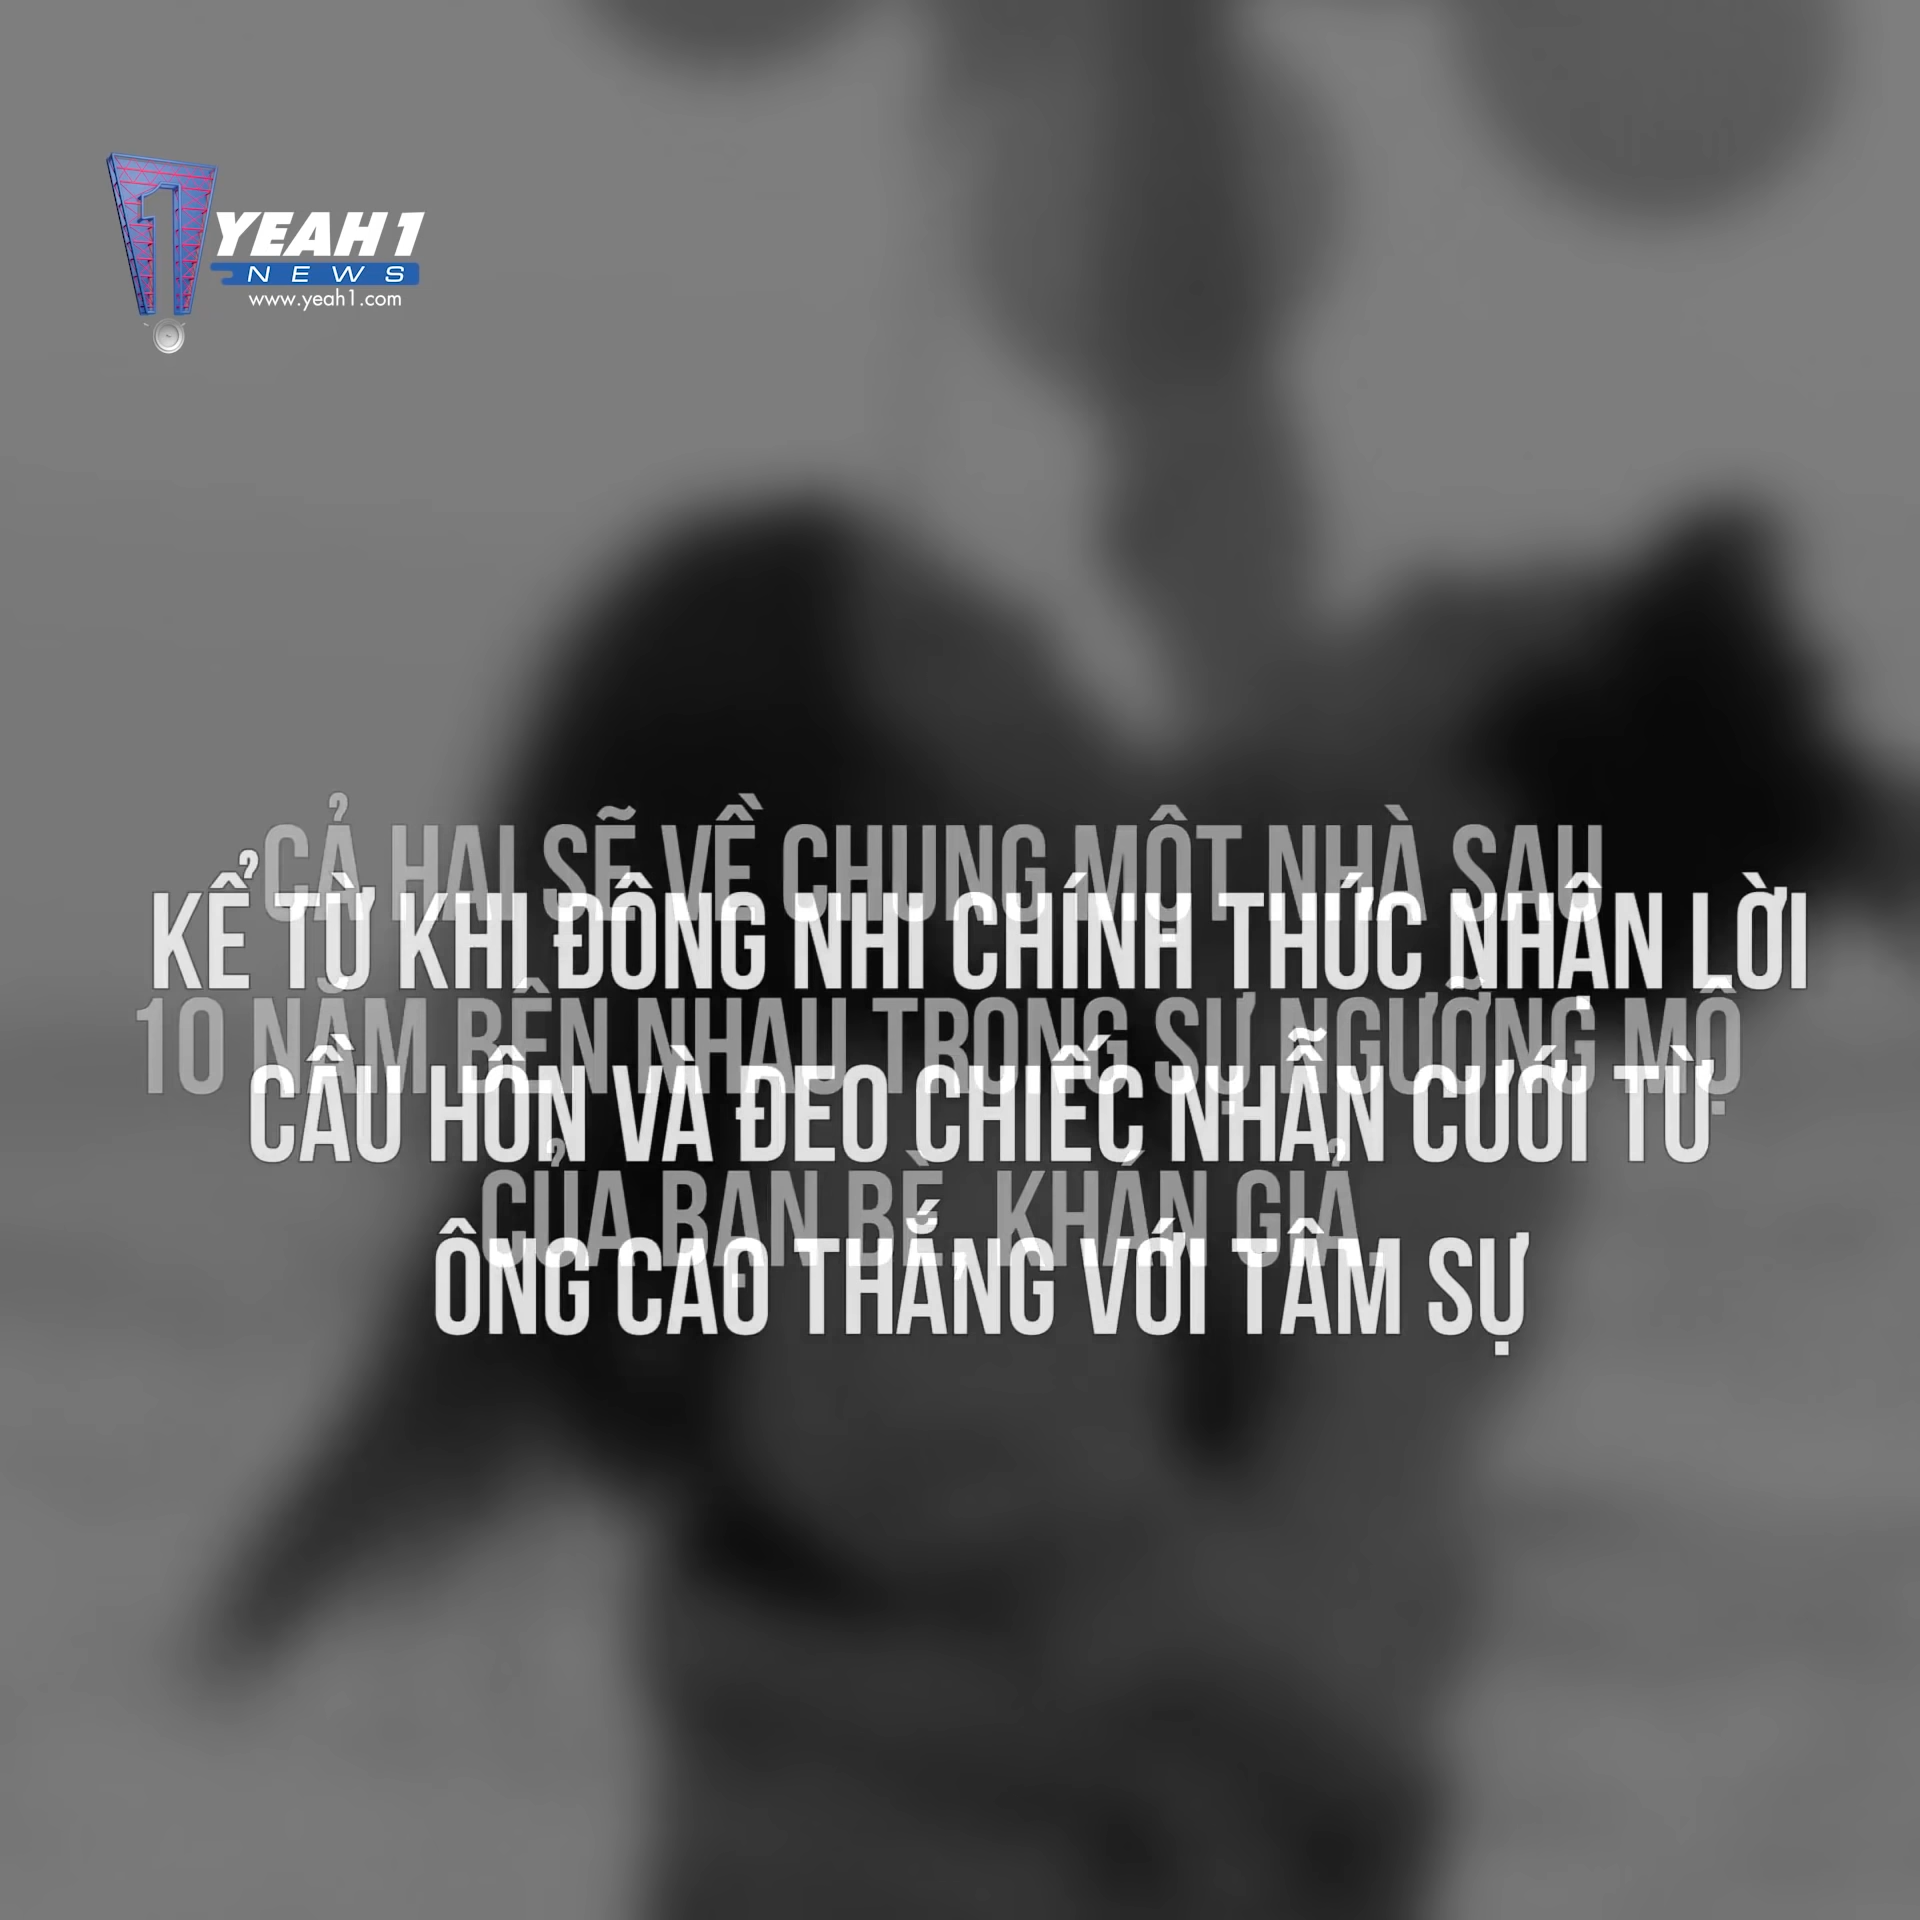 YEAH1
NEWS
www.yeah1.com
CẢ HAI SẼ VỀ CHUNG MỘT NHÀ SAU
KỂ TỪ KHI ĐÔNG NHI CHÍNH THỨC NHẬN LỜI
10 NĂM BÊN NHAU TRONG SỰ NGƯỠNG MỘ
CẦU HÔN VÀ ĐEO CHIẾC NHẪN CƯỚI TỪ
CỦA BẠN BÈ, KHÁN GIẢ
ÔNG CAO THẮNG VỚI TÂM SỰ